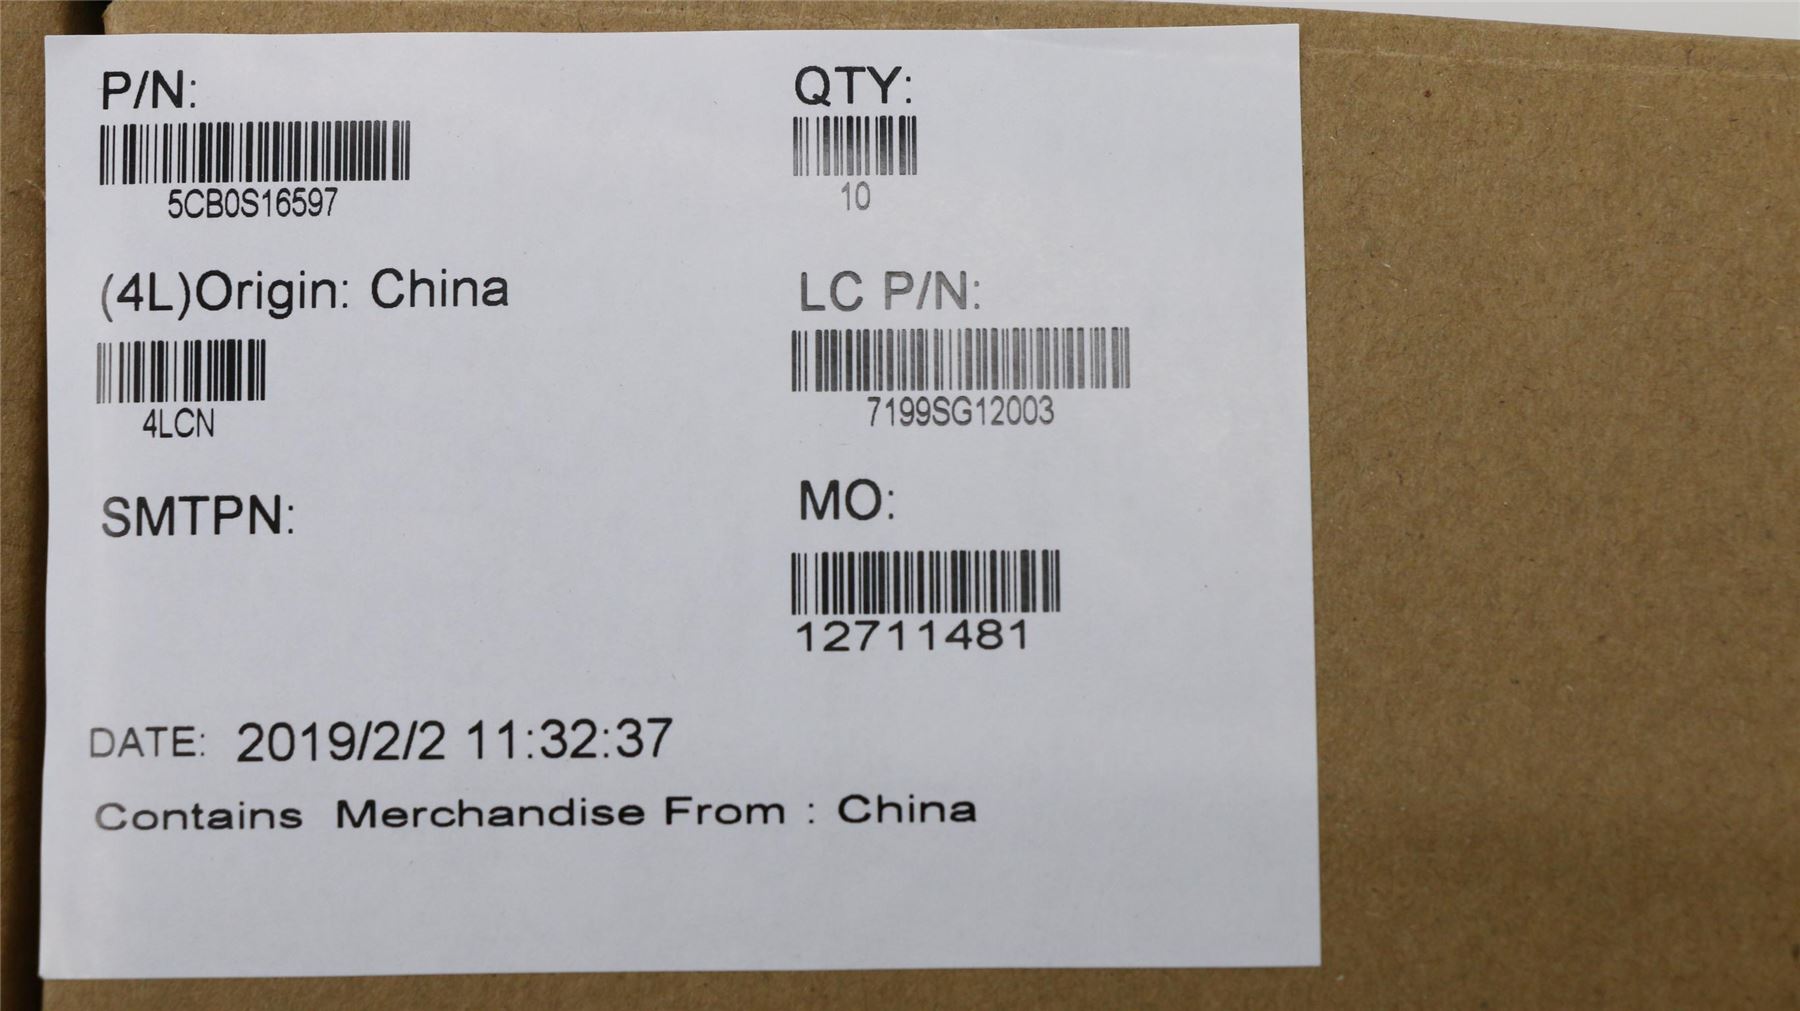 P/N:
5CB0S16597
QTY:
10
(4L)Origin: China
4LCN
LC P/N:
7199SG12003
SMTPN:
MO:
12711481
DATE: 2019/2/2 11:32:37
Contains Merchandise From : China